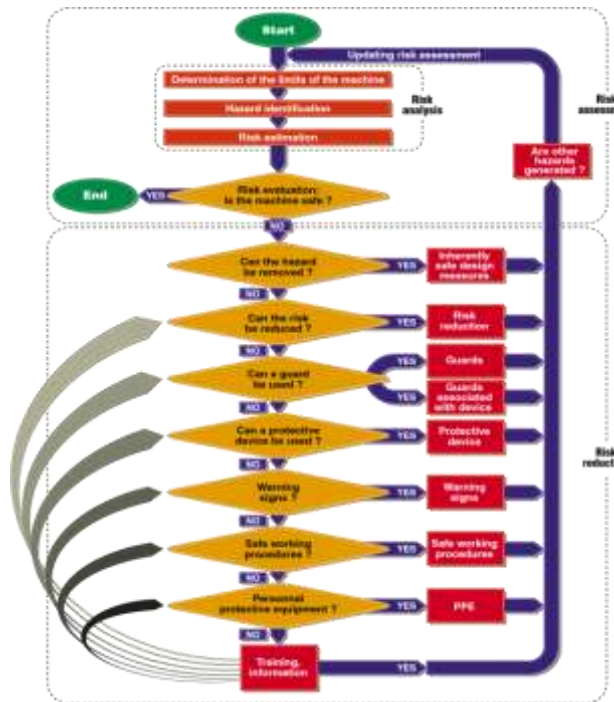 Start
Updating risk assessment
Determination of the limits of the machine
Hazard identification
Risk estimation
Risk
analysis
Risk
Are other
hazards
generated ?
Risk evaluation:
Is the machine safe ?
YES
End
NO
Can the hazard
be removed ?
YES
Inherently
safe design
measures
NO
Can the risk
be reduced ?
YES
Risk
reduction
NO
Can a guard
be used ?
YES
Guards
YES
Guards
associated
with device
NO
Can a protective
device be used ?
YES
Protective
device
Risk
NO
Warning
signs ?
YES
Warning
signs
NO
Safe working
procedures ?
YES
Safe working
procedures
NO
Personnal
protective equipment ?
YES
PPE
NO
Training,
information
YES